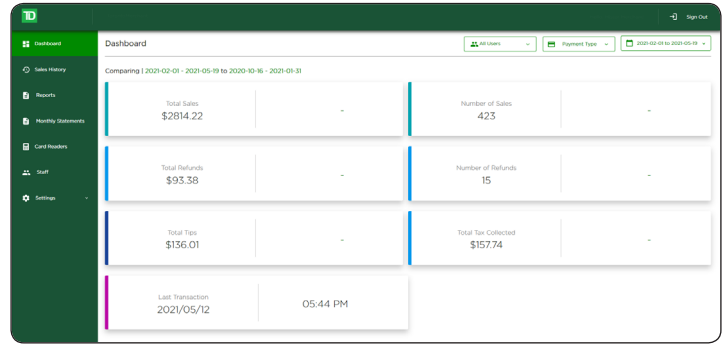 TD
Sign Out
Dashboard
Sales History
Reports
Monthly Statements
Card Readers
Staff
Settings
Dashboard
All Users
Payment Type
2021-02-01 to 2021-05-19
Comparing | 2021-02-01 - 2021-05-19 to 2020-10-16 - 2021-01-31
Total Sales
$2814.22
-
Number of Sales
423
-
Total Refunds
$93.38
-
Number of Refunds
15
-
Total Tips
$136.01
-
Total Tax Collected
$157.74
-
Last Transaction
2021/05/12
05:44 PM